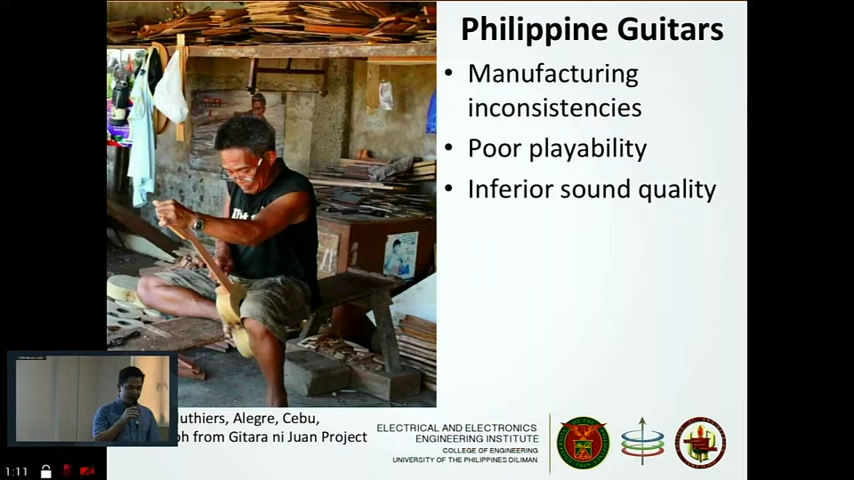 Philippine Guitars
• Manufacturing
inconsistencies
• Poor playability
• Inferior sound quality
uthiers, Alegre, Cebu,
ph from Gitara ni Juan Project
ELECTRICAL AND ELECTRONICS
ENGINEERING INSTITUTE
COLLEGE OF ENGINEERING
UNIVERSITY OF THE PHILIPPINES DILIMAN
1:11